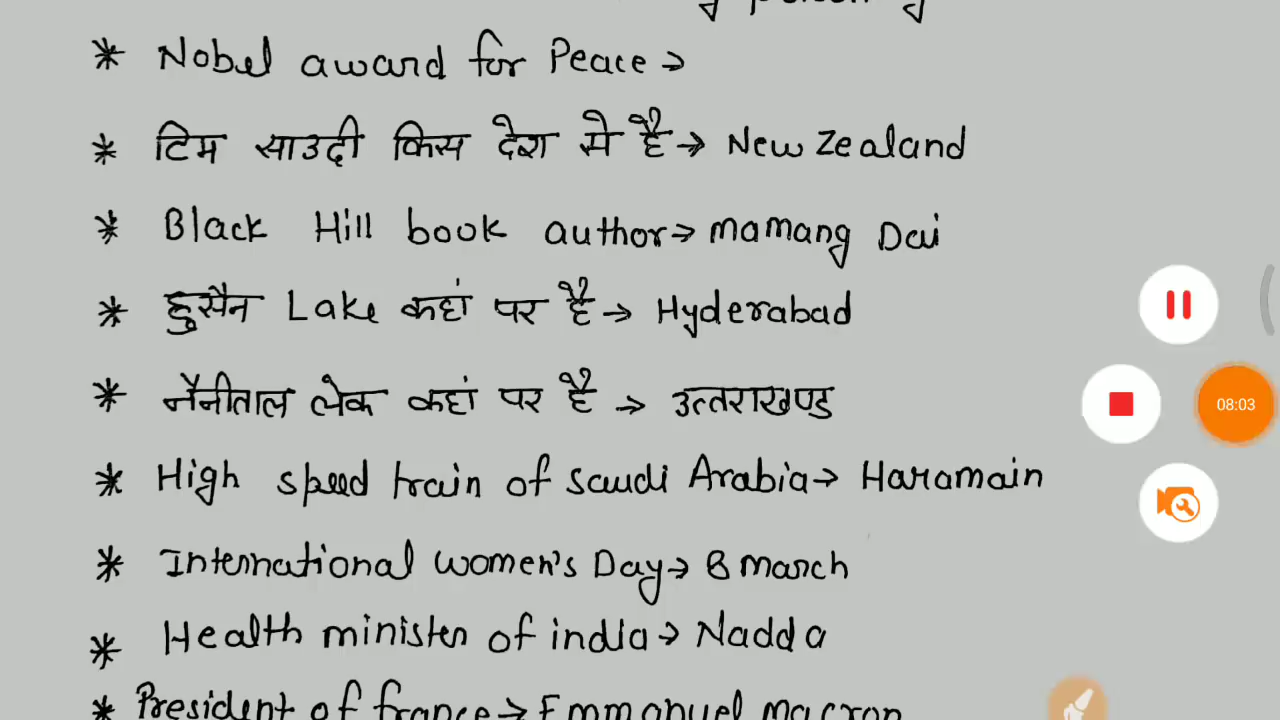 * Nobel award for Peace →
* टिम साउदी किस देश से है → New Zealand
* Black Hill book author → mamang Dai
* हुसैन Lake कहां पर है → Hyderabad
* नैनीताल लेक कहां पर है → उत्तराखण्ड
* High speed train of saudi Arabia → Haramain
* International women's Day → 8 march
* Health minister of india → Nadda
* President of france → Emmanuel macron
08:03